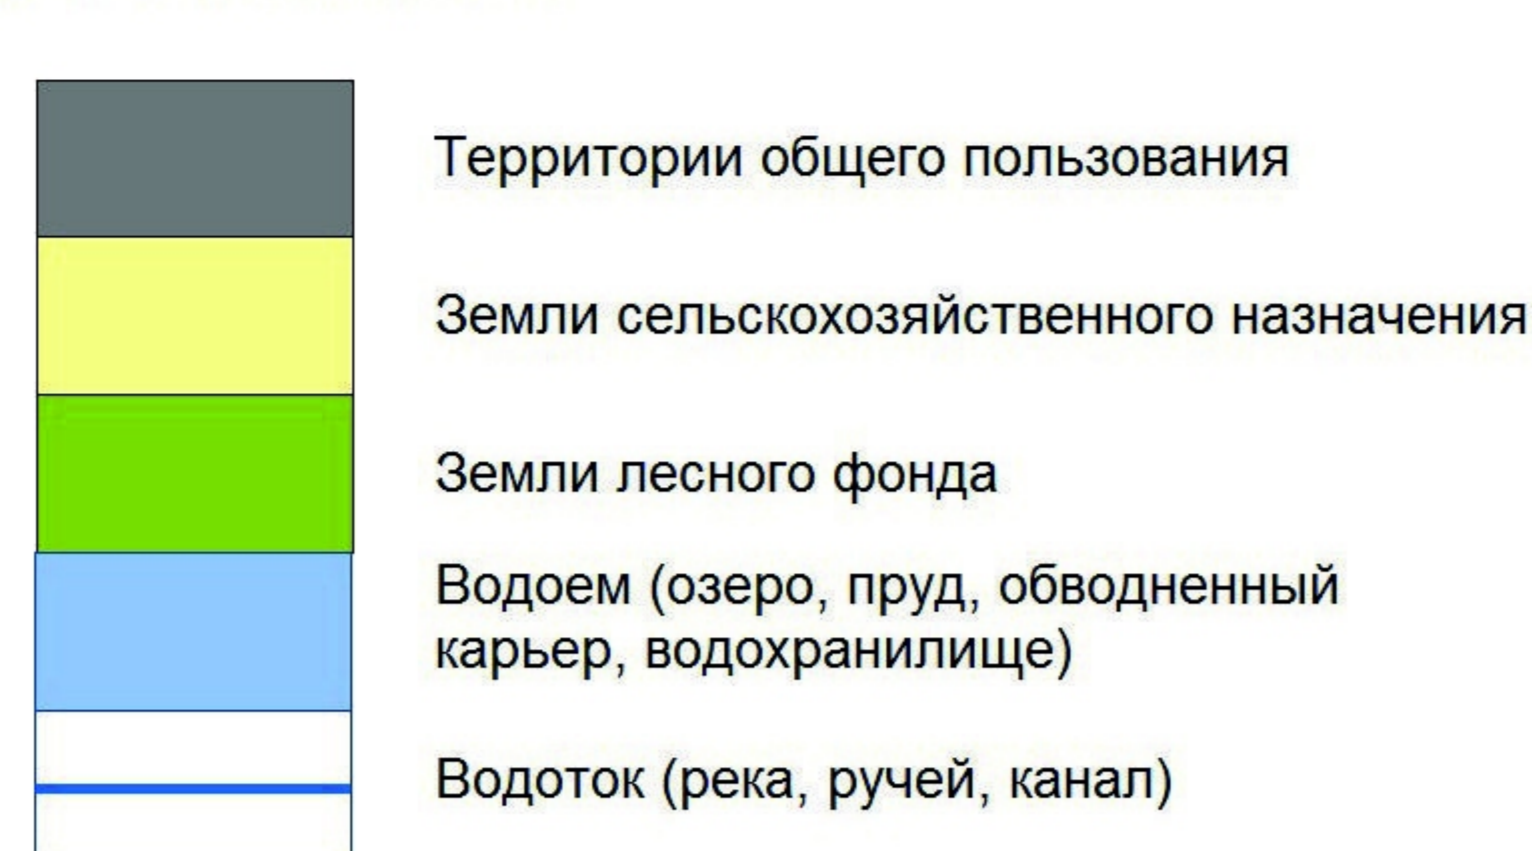 Территории общего пользования
Земли сельскохозяйственного назначения
Земли лесного фонда
Водоем (озеро, пруд, обводненный
карьер, водохранилище)
Водоток (река, ручей, канал)